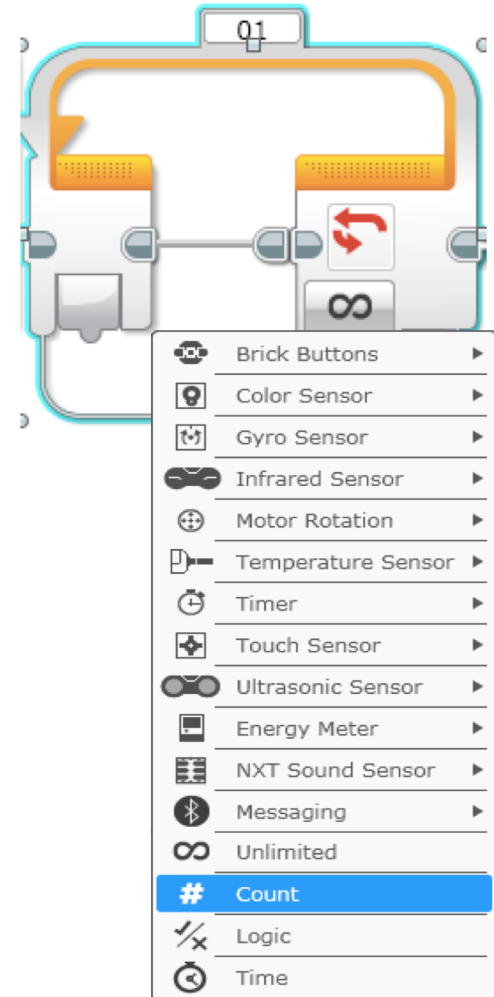 01
Brick Buttons
Color Sensor
Gyro Sensor
Infrared Sensor
Motor Rotation
Temperature Sensor
Timer
Touch Sensor
Ultrasonic Sensor
Energy Meter
NXT Sound Sensor
Messaging
Unlimited
# Count
Logic
Time